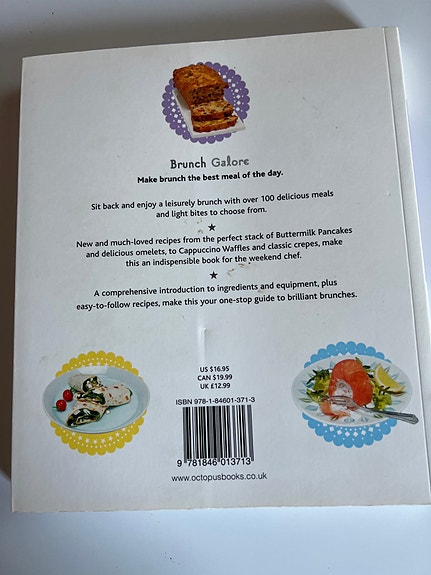 Brunch Galore
Make brunch the best meal of the day.
Sit back and enjoy a leisurely brunch with over 100 delicious meals
and light bites to choose from.
★
New and much-loved recipes from the perfect stack of Buttermilk Pancakes
and delicious omelets, to Cappuccino Waffles and classic crepes, make
this an indispensible book for the weekend chef.
★
A comprehensive introduction to ingredients and equipment, plus
easy-to-follow recipes, make this your one-stop guide to brilliant brunches.
US $16.95
CAN $19.99
UK £12.99
ISBN 978-1-84601-371-3
9 781846 013713
www.octopusbooks.co.uk